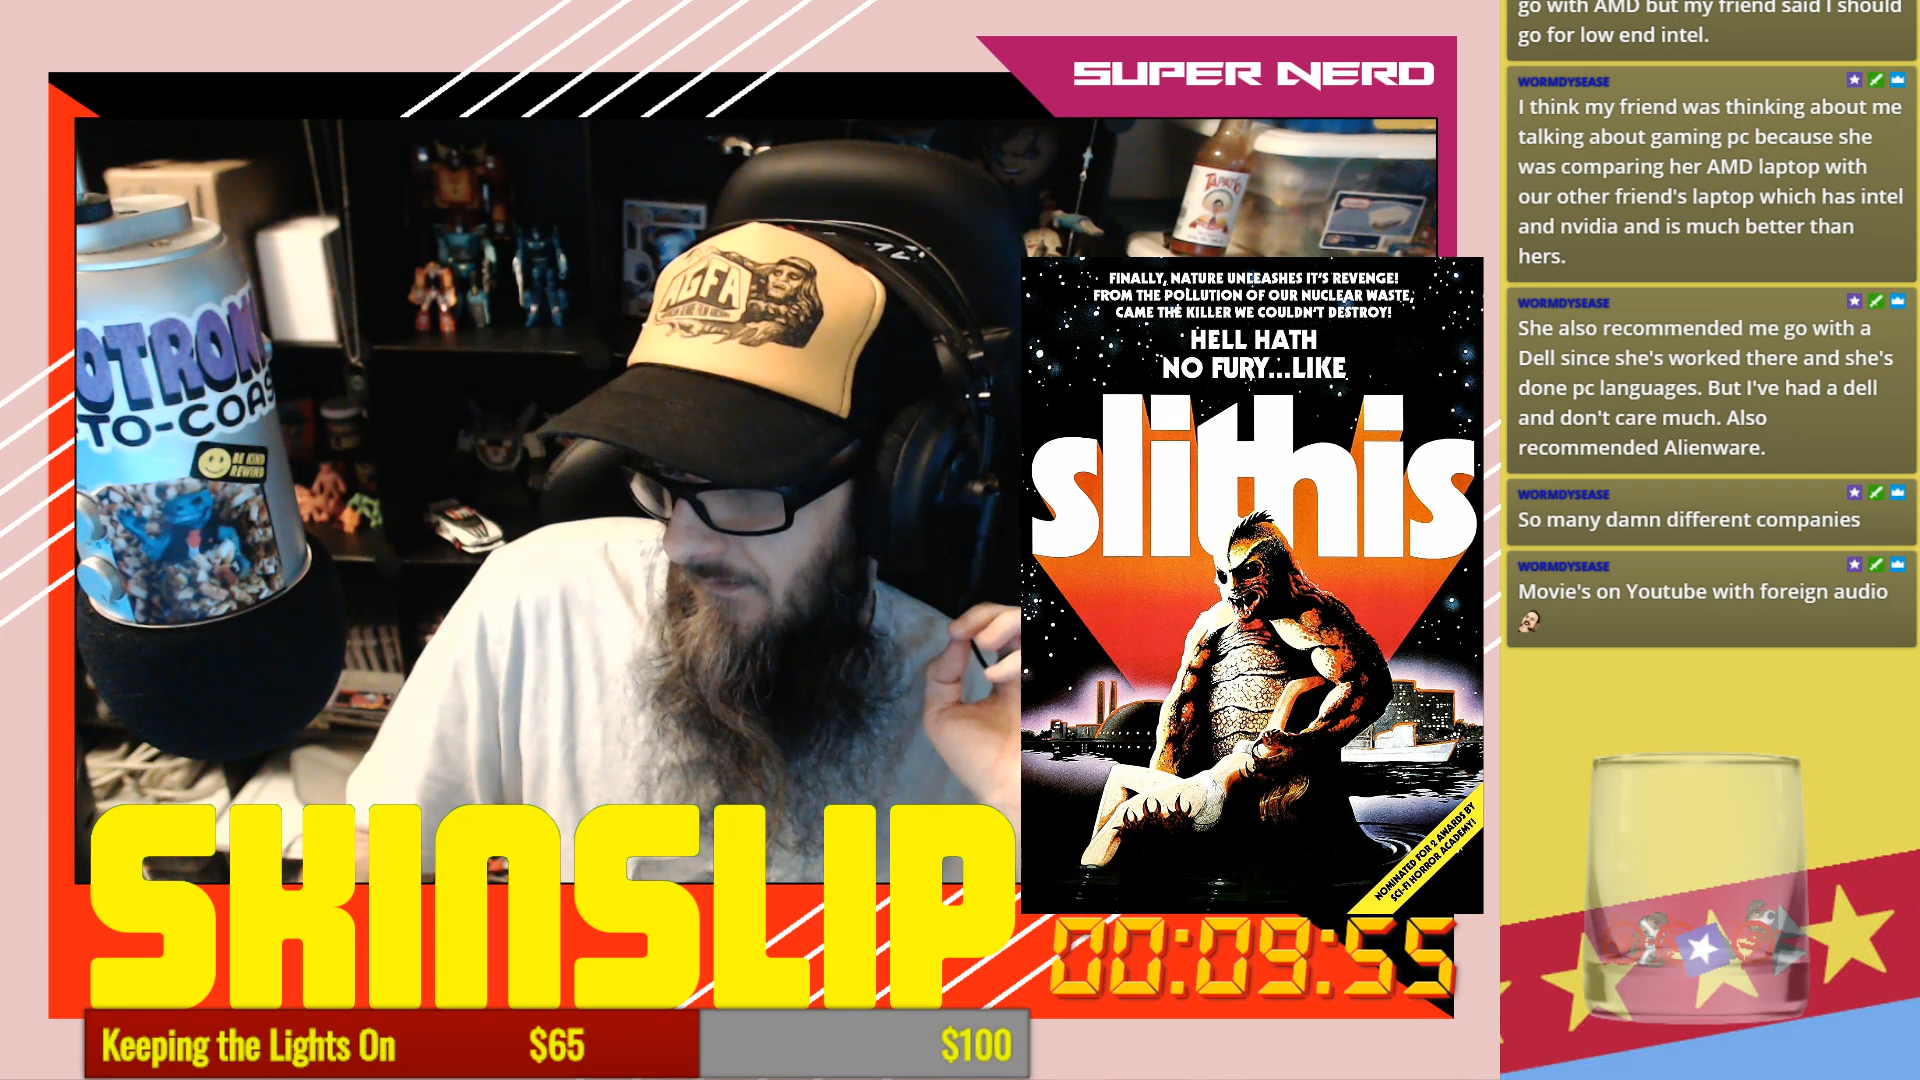 SUPER NERD
OTRON
TO-COAS
BE KIND
REWIND
AGFA
TAPATIO
FINALLY, NATURE UNLEASHES IT'S REVENGE!
FROM THE POLLUTION OF OUR NUCLEAR WASTE,
CAME THE KILLER WE COULDN'T DESTROY!
HELL HATH
NO FURY...LIKE
slithis
NOMINATED FOR 2 AWARDS BY
SCI-FI HORROR ACADEMY!
SKINSLIP
00:09:55
Keeping the Lights On $65 $100
go with AMD but my friend said I should
go for low end intel.
WORMDYSEASE
I think my friend was thinking about me
talking about gaming pc because she
was comparing her AMD laptop with
our other friend's laptop which has intel
and nvidia and is much better than
hers.
WORMDYSEASE
She also recommended me go with a
Dell since she's worked there and she's
done pc languages. But I've had a dell
and don't care much. Also
recommended Alienware.
WORMDYSEASE
So many damn different companies
WORMDYSEASE
Movie's on Youtube with foreign audio